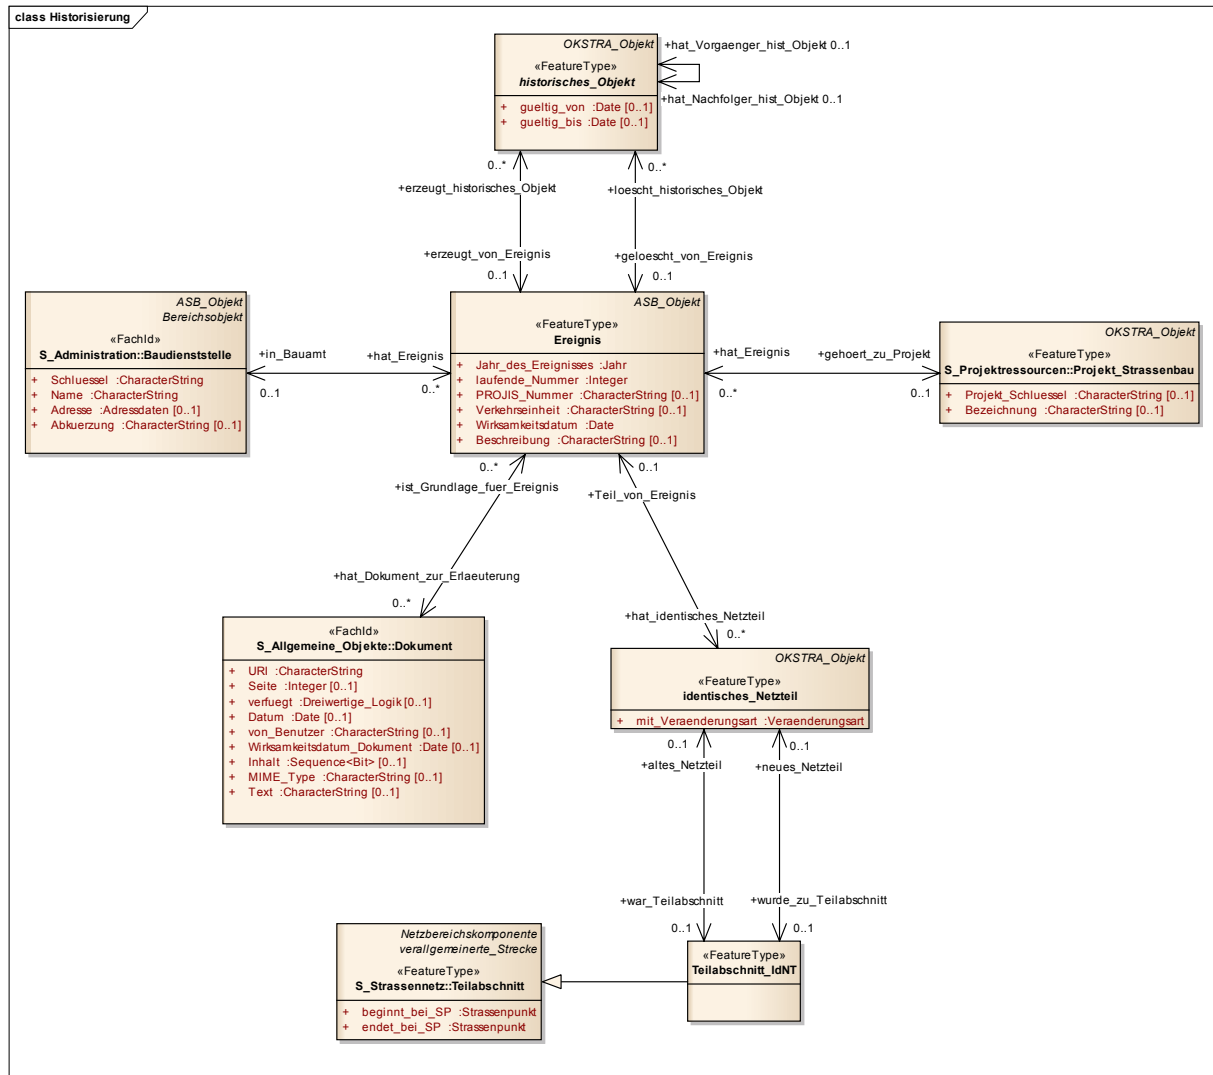 class Historisierung
OKSTRA_Objekt
«FeatureType»
historisches_Objekt
+ gueltig_von :Date [0..1]
+ gueltig_bis :Date [0..1]
+hat_Vorgaenger_hist_Objekt 0..1
+hat_Nachfolger_hist_Objekt 0..1
0..*
0..*
+erzeugt_historisches_Objekt
+loescht_historisches_Objekt
+erzeugt_von_Ereignis
+geloescht_von_Ereignis
0..1
0..1
ASB_Objekt
Bereichsobjekt
«FachId»
S_Administration::Baudienststelle
+ Schluessel :CharacterString
+ Name :CharacterString
+ Adresse :Adressdaten [0..1]
+ Abkuerzung :CharacterString [0..1]
+in_Bauamt
0..1
+hat_Ereignis
0..*
ASB_Objekt
«FeatureType»
Ereignis
+ Jahr_des_Ereignisses :Jahr
+ laufende_Nummer :Integer
+ PROJIS_Nummer :CharacterString [0..1]
+ Verkehrseinheit :CharacterString [0..1]
+ Wirksamkeitsdatum :Date
+ Beschreibung :CharacterString [0..1]
+hat_Ereignis
0..*
+gehoert_zu_Projekt
0..1
OKSTRA_Objekt
«FeatureType»
S_Projektressourcen::Projekt_Strassenbau
+ Projekt_Schluessel :CharacterString [0..1]
+ Bezeichnung :CharacterString [0..1]
0..*
+ist_Grundlage_fuer_Ereignis
0..1
+Teil_von_Ereignis
+hat_Dokument_zur_Erlaeuterung
0..*
+hat_identisches_Netzteil
0..*
«FachId»
S_Allgemeine_Objekte::Dokument
+ URI :CharacterString
+ Seite :Integer [0..1]
+ verfuegt :Dreiwertige_Logik [0..1]
+ Datum :Date [0..1]
+ von_Benutzer :CharacterString [0..1]
+ Wirksamkeitsdatum_Dokument :Date [0..1]
+ Inhalt :Sequence<Bit> [0..1]
+ MIME_Type :CharacterString [0..1]
+ Text :CharacterString [0..1]
OKSTRA_Objekt
«FeatureType»
identisches_Netzteil
+ mit_Veraenderungsart :Veraenderungsart
0..1
0..1
+altes_Netzteil
+neues_Netzteil
+war_Teilabschnitt
+wurde_zu_Teilabschnitt
0..1
0..1
Netzbereichskomponente
verallgemeinerte_Strecke
«FeatureType»
S_Strassennetz::Teilabschnitt
+ beginnt_bei_SP :Strassenpunkt
+ endet_bei_SP :Strassenpunkt
«FeatureType»
Teilabschnitt_IdNT